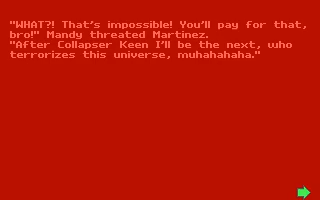 "WHAT?! That's impossible! You'll pay for that,
bro!" Mandy threated Martinez.
"After Collapser Keen I'll be the next, who
terrorizes this universe, muhahahaha."